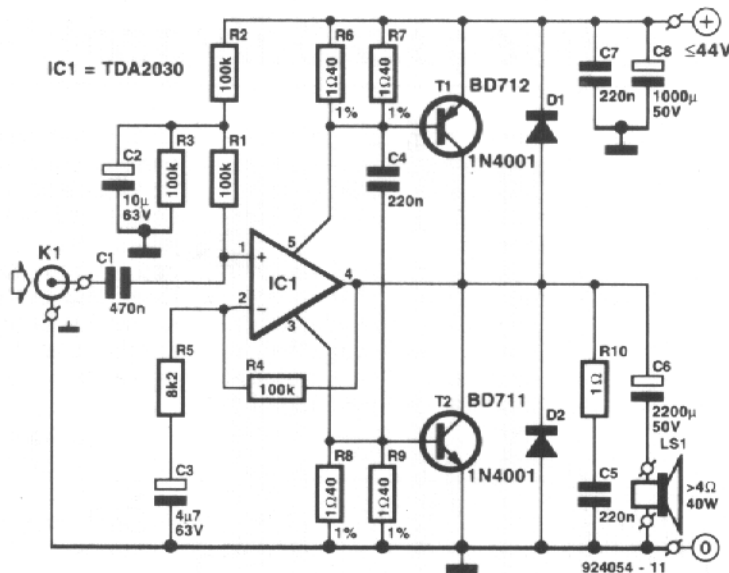 IC1 = TDA2030
R2
100k
R6
1Ω40
1%
R7
1Ω40
1%
T1
BD712
1N4001
D1
C7
220n
C8
1000μ
50V
+
≤44V
C2
10μ
63V
R3
100k
R1
100k
C4
220n
K1
C1
470n
1
+
2
−
5
IC1
4
3
R5
8k2
R4
100k
C3
4μ7
63V
R8
1Ω40
1%
R9
1Ω40
1%
T2
BD711
1N4001
D2
R10
1Ω
C5
220n
C6
2200μ
50V
LS1
>4Ω
40W
0
924054 - 11